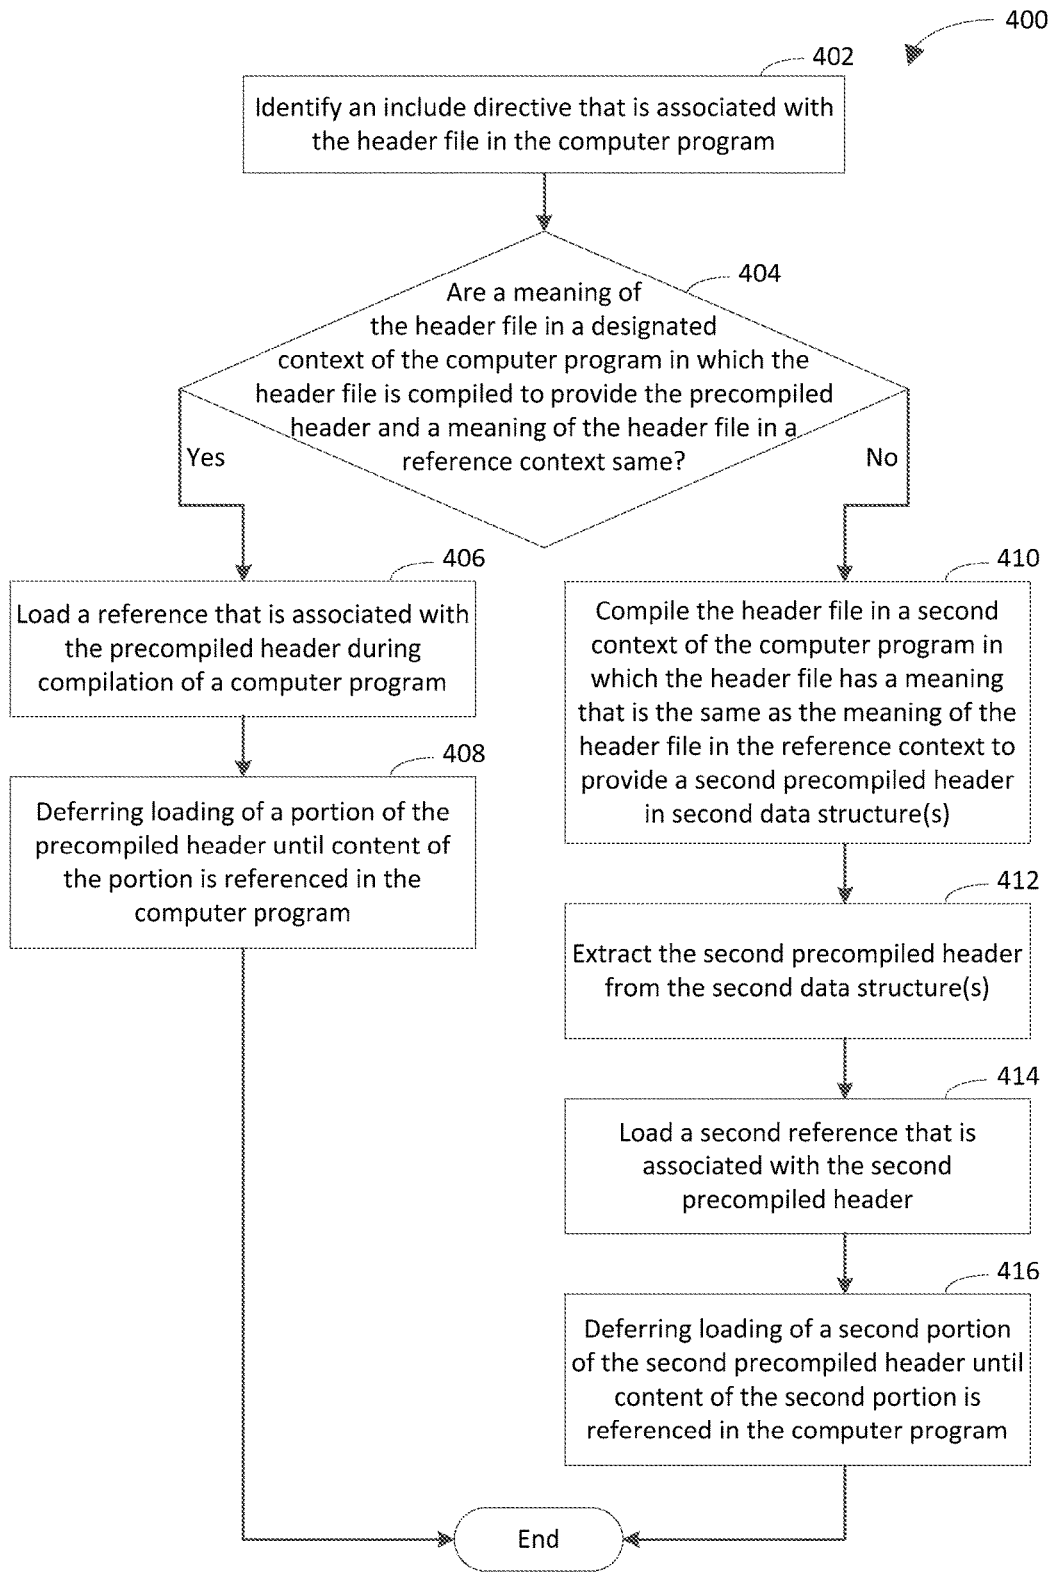 400
402
Identify an include directive that is associated with
the header file in the computer program
404
Are a meaning of
the header file in a designated
context of the computer program in which the
header file is compiled to provide the precompiled
header and a meaning of the header file in a
reference context same?
Yes
No
406
Load a reference that is associated with
the precompiled header during
compilation of a computer program
408
Deferring loading of a portion of the
precompiled header until content of
the portion is referenced in the
computer program
410
Compile the header file in a second
context of the computer program in
which the header file has a meaning
that is the same as the meaning of the
header file in the reference context to
provide a second precompiled header
in second data structure(s)
412
Extract the second precompiled header
from the second data structure(s)
414
Load a second reference that is
associated with the second
precompiled header
416
Deferring loading of a second portion
of the second precompiled header until
content of the second portion is
referenced in the computer program
End